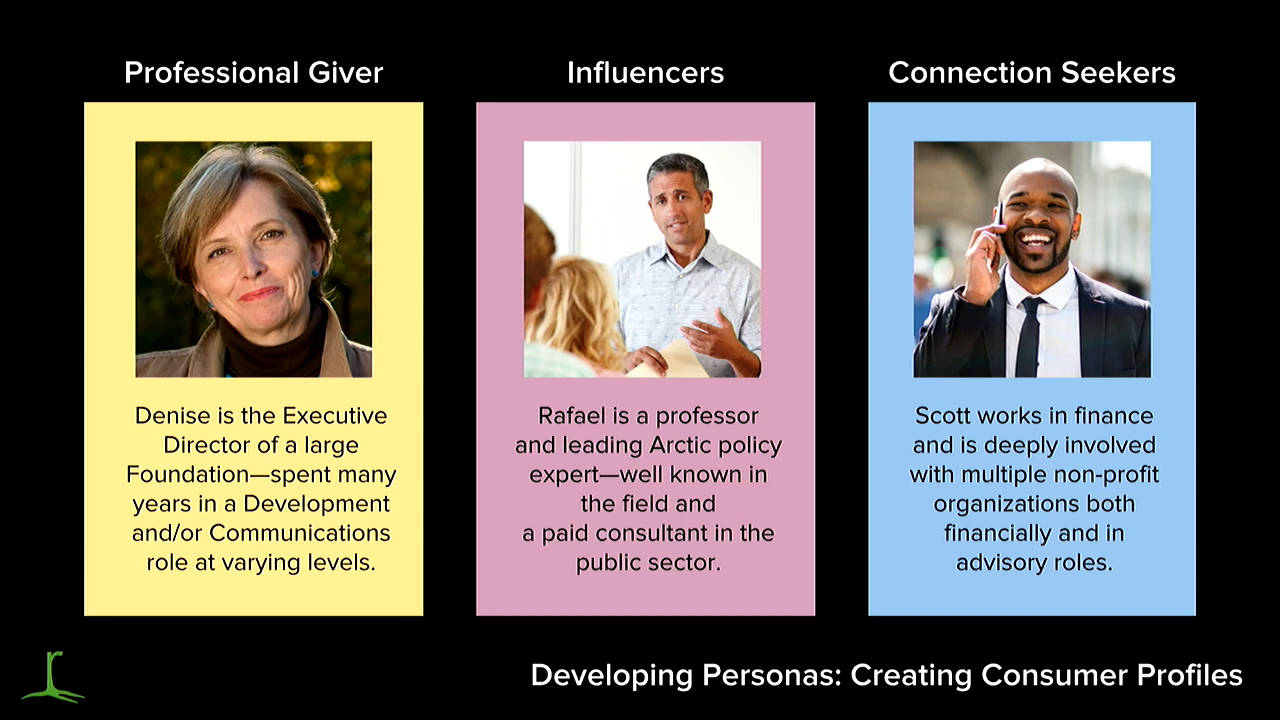 Professional Giver
Denise is the Executive
Director of a large
Foundation—spent many
years in a Development
and/or Communications
role at varying levels.
Influencers
Rafael is a professor
and leading Arctic policy
expert—well known in
the field and
a paid consultant in the
public sector.
Connection Seekers
Scott works in finance
and is deeply involved
with multiple non-profit
organizations both
financially and in
advisory roles.
Developing Personas: Creating Consumer Profiles